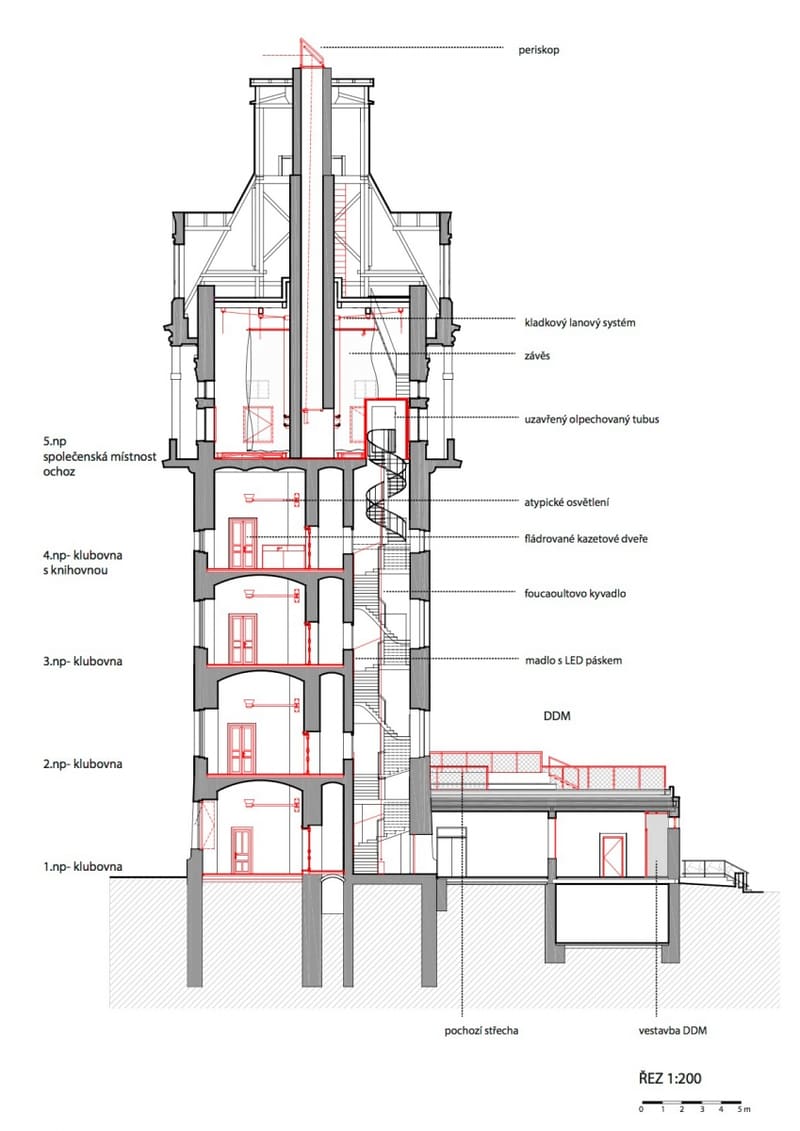 periskop
kladkový lanový systém
závěs
uzavřený olpechovaný tubus
5.np
společenská místnost
ochoz
atypické osvětlení
fládrované kazetové dveře
4.np- klubovna
s knihovnou
foucaoultovo kyvadlo
3.np- klubovna
madlo s LED páskem
DDM
2.np- klubovna
1.np- klubovna
pochozí střecha
vestavba DDM
ŘEZ 1:200
0 1 2 3 4 5 m